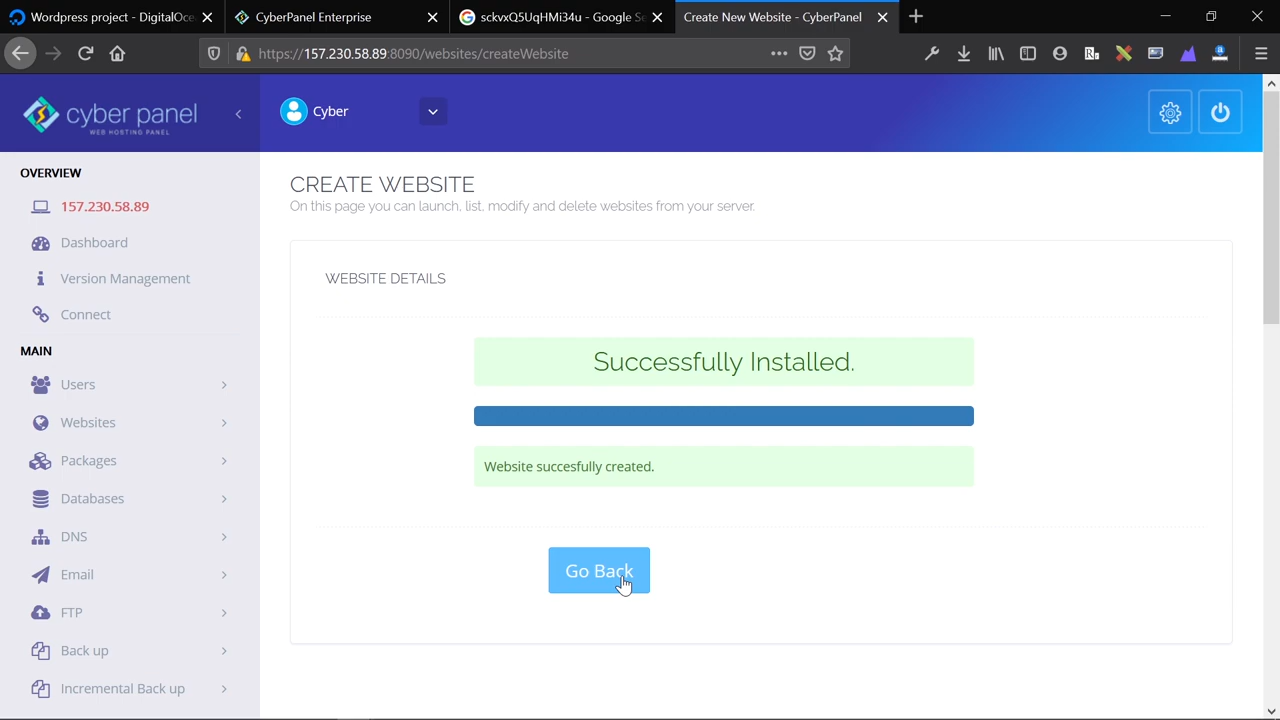 Wordpress project - DigitalOce
CyberPanel Enterprise
sckvxQ5UqHMi34u - Google Se
Create New Website - CyberPanel
https://157.230.58.89:8090/websites/createWebsite
cyber panel
WEB HOSTING PANEL
Cyber
OVERVIEW
157.230.58.89
Dashboard
Version Management
Connect
MAIN
Users
Websites
Packages
Databases
DNS
Email
FTP
Back up
Incremental Back up
CREATE WEBSITE
On this page you can launch, list, modify and delete websites from your server.
WEBSITE DETAILS
Successfully Installed.
Website succesfully created.
Go Back